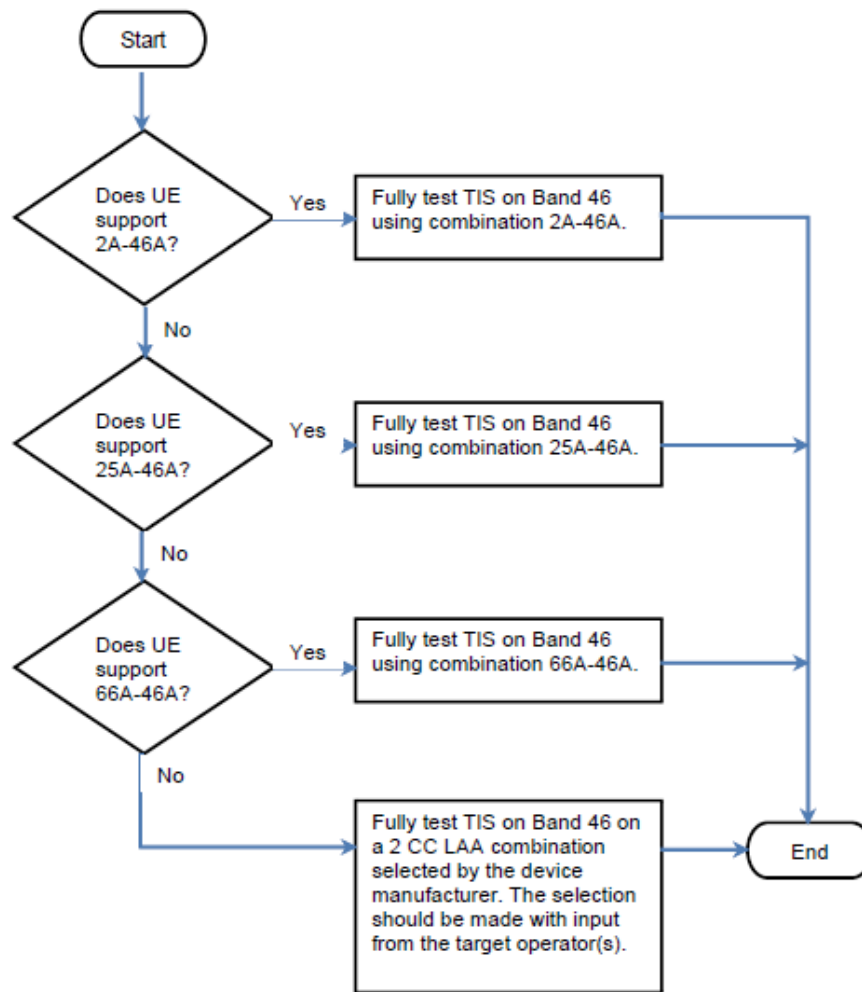 Start
Does UE
support
2A-46A?
Yes
Fully test TIS on Band 46
using combination 2A-46A.
No
Does UE
support
25A-46A?
Yes
Fully test TIS on Band 46
using combination 25A-46A.
No
Does UE
support
66A-46A?
Yes
Fully test TIS on Band 46
using combination 66A-46A.
No
Fully test TIS on Band 46 on
a 2 CC LAA combination
selected by the device
manufacturer. The selection
should be made with input
from the target operator(s).
End